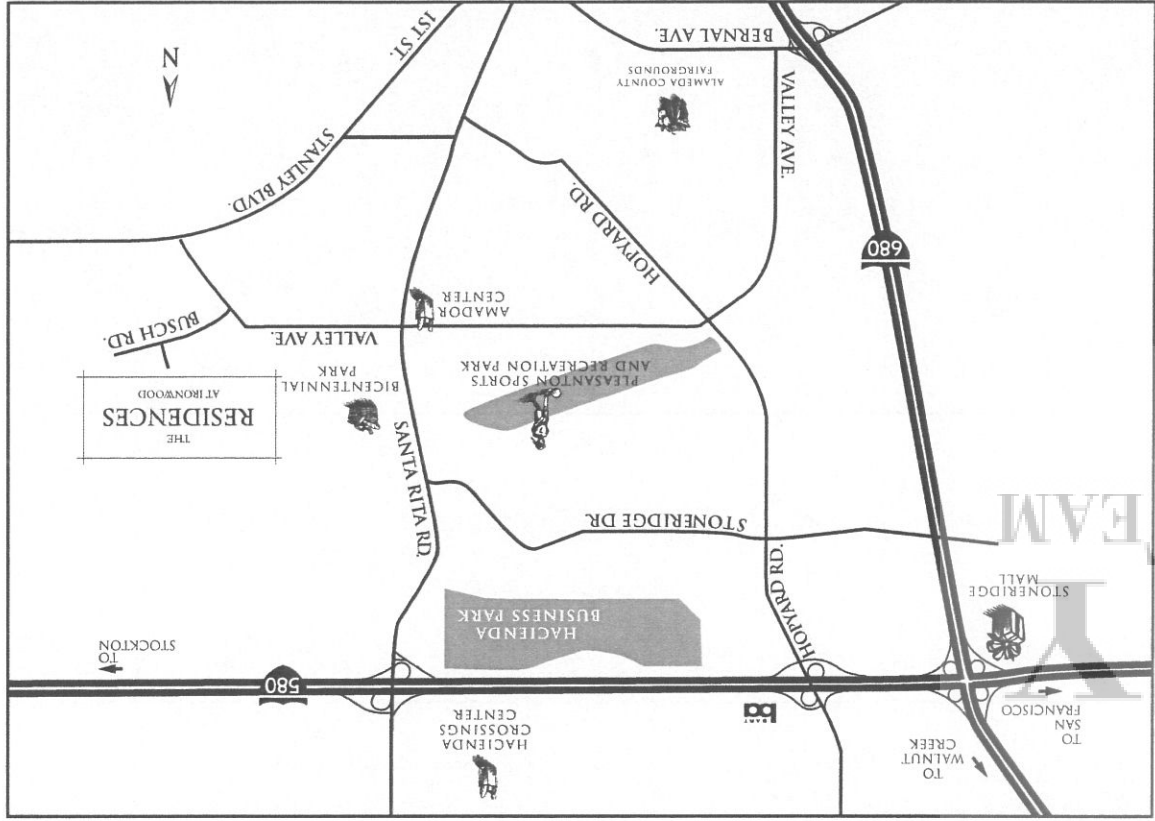 TO
WALNUT
CREEK
TO
SAN
FRANCISCO
HACIENDA
CROSSINGS
CENTER
580
TO
STOCKTON
STONERIDGE
MALL
HOPYARD RD.
HACIENDA
BUSINESS PARK
Y
EAM
STONERIDGE DR.
SANTA RITA RD.
THE
RESIDENCES
AT IRONWOOD
PLEASANTON SPORTS
AND RECREATION PARK
BICENTENNIAL
PARK
VALLEY AVE.
BUSCH RD.
AMADOR
CENTER
680
HOPYARD RD.
STANLEY BLVD.
VALLEY AVE.
ALAMEDA COUNTY
FAIRGROUNDS
BERNAL AVE.
1ST ST.
N